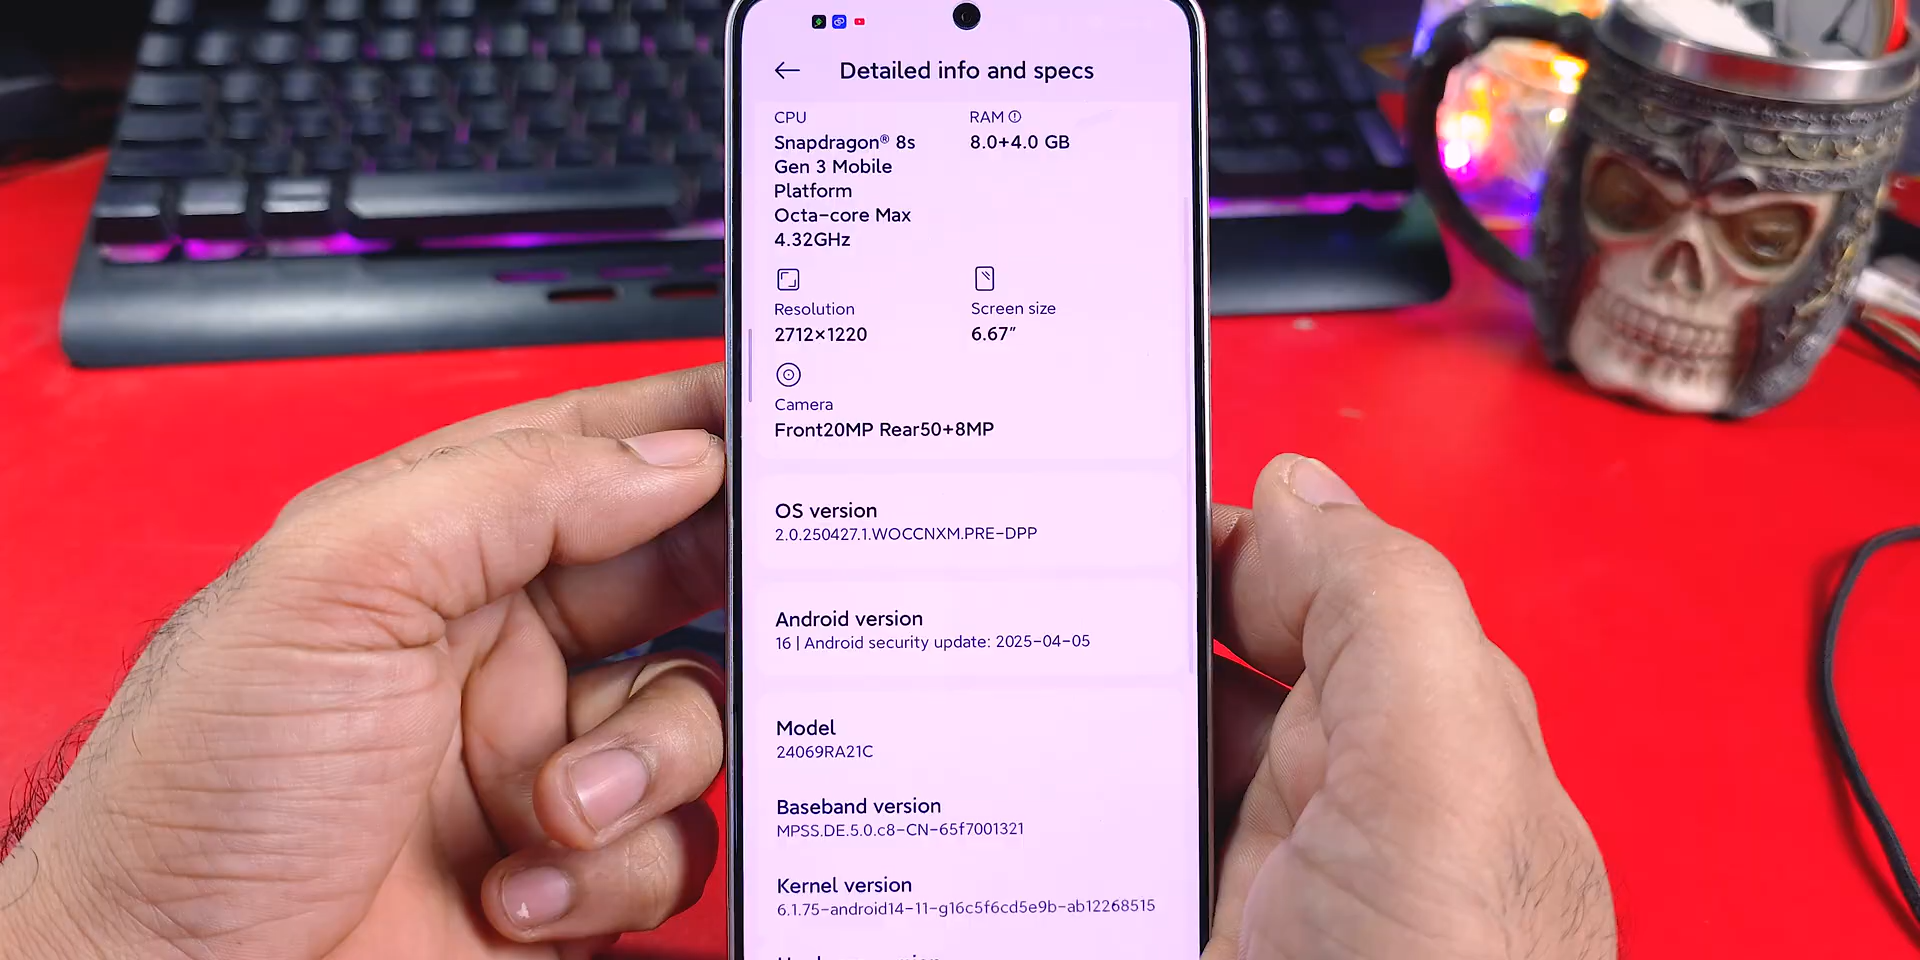 Detailed info and specs
CPU
Snapdragon® 8s
Gen 3 Mobile
Platform
Octa-core Max
4.32GHz
RAM
8.0+4.0 GB
Resolution
2712×1220
Screen size
6.67″
Camera
Front20MP Rear50+8MP
OS version
2.0.250427.1.WOCCNXM.PRE-DPP
Android version
16 | Android security update: 2025-04-05
Model
24069RA21C
Baseband version
MPSS.DE.5.0.c8-CN-65f7001321
Kernel version
6.1.75-android14-11-g16c5f6cd5e9b-ab12268515